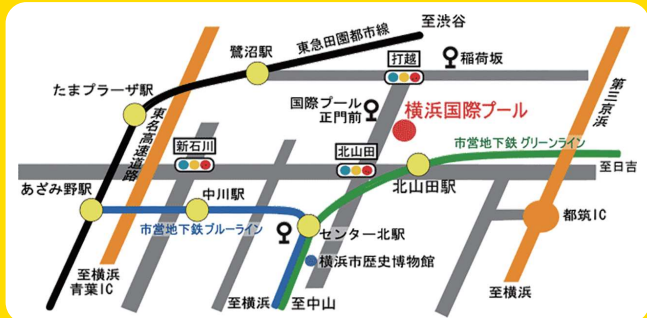 至渋谷
東急田園都市線
鷺沼駅
打越
稲荷坂
たまプラーザ駅
国際プール
正門前
横浜国際プール
第三京浜
東名高速道路
新石川
北山田
市営地下鉄 グリーンライン
至日吉
あざみ野駅
中川駅
北山田駅
市営地下鉄ブルーライン
センター北駅
都筑IC
横浜市歴史博物館
至横浜
青葉IC
至横浜
至中山
至横浜